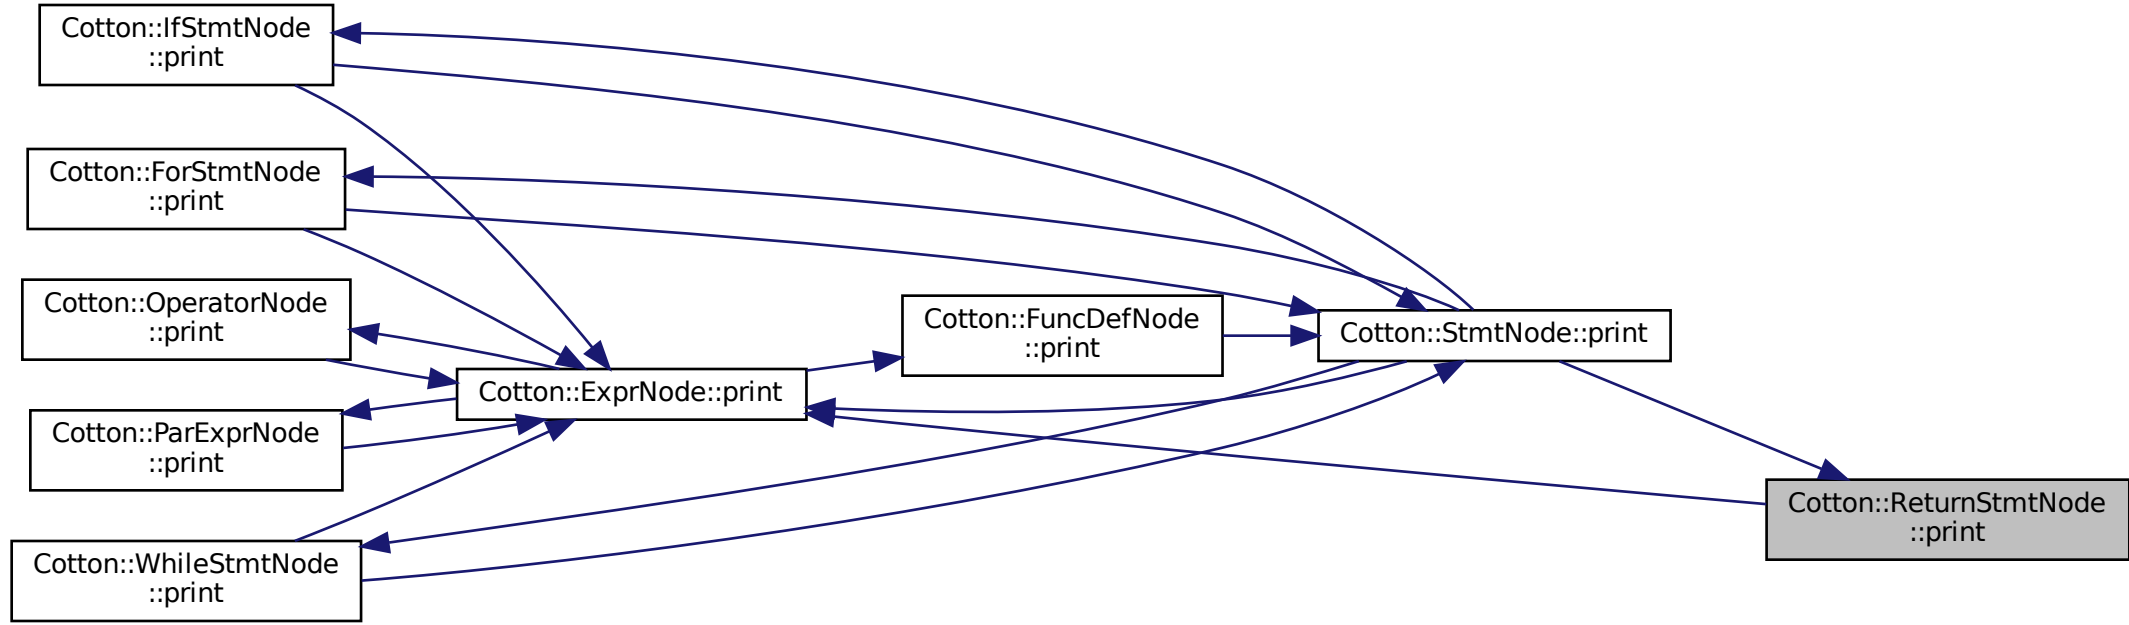 Cotton::IfStmtNode
::print
Cotton::ForStmtNode
::print
Cotton::OperatorNode
::print
Cotton::FuncDefNode
::print
Cotton::StmtNode::print
Cotton::ExprNode::print
Cotton::ParExprNode
::print
Cotton::ReturnStmtNode
::print
Cotton::WhileStmtNode
::print